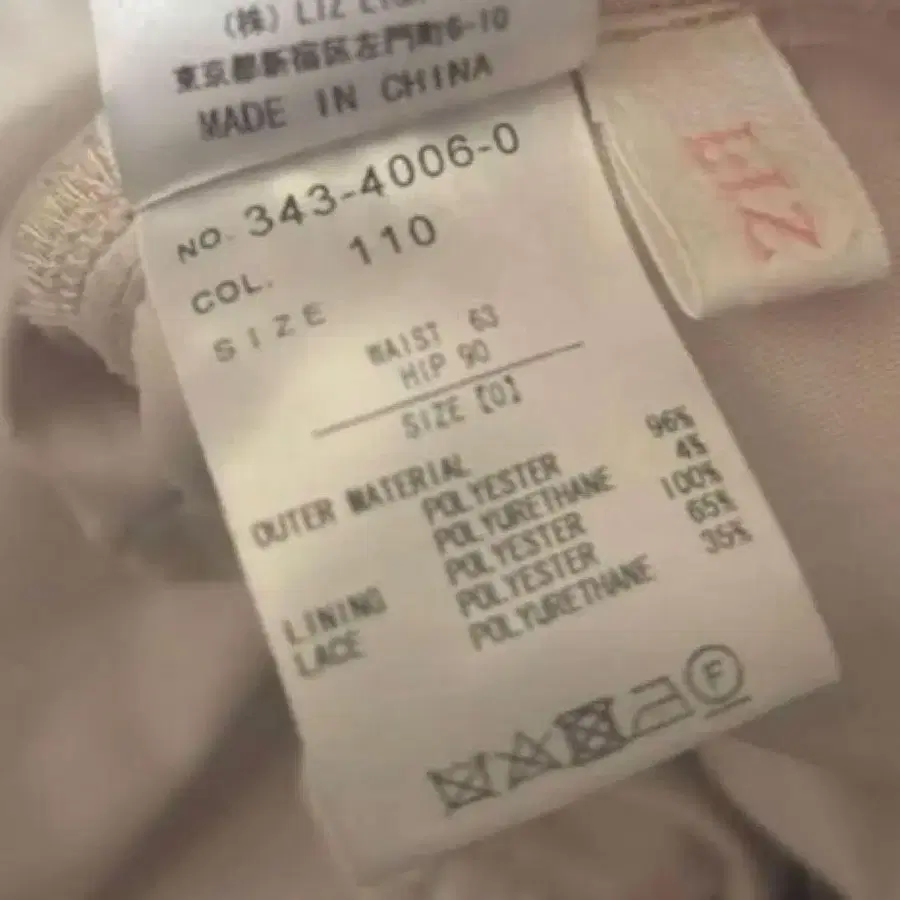 (株) LIZ
東京都新宿区左門町6-10
MADE IN CHINA
NO. 343-4006-0
COL. 110
SIZE
WAIST 63
HIP 90
SIZE [0]
OUTER MATERIAL
POLYESTER 96%
POLYURETHANE 4%
LINING POLYESTER 100%
LACE POLYESTER 65%
POLYURETHANE 35%
F
LIZ